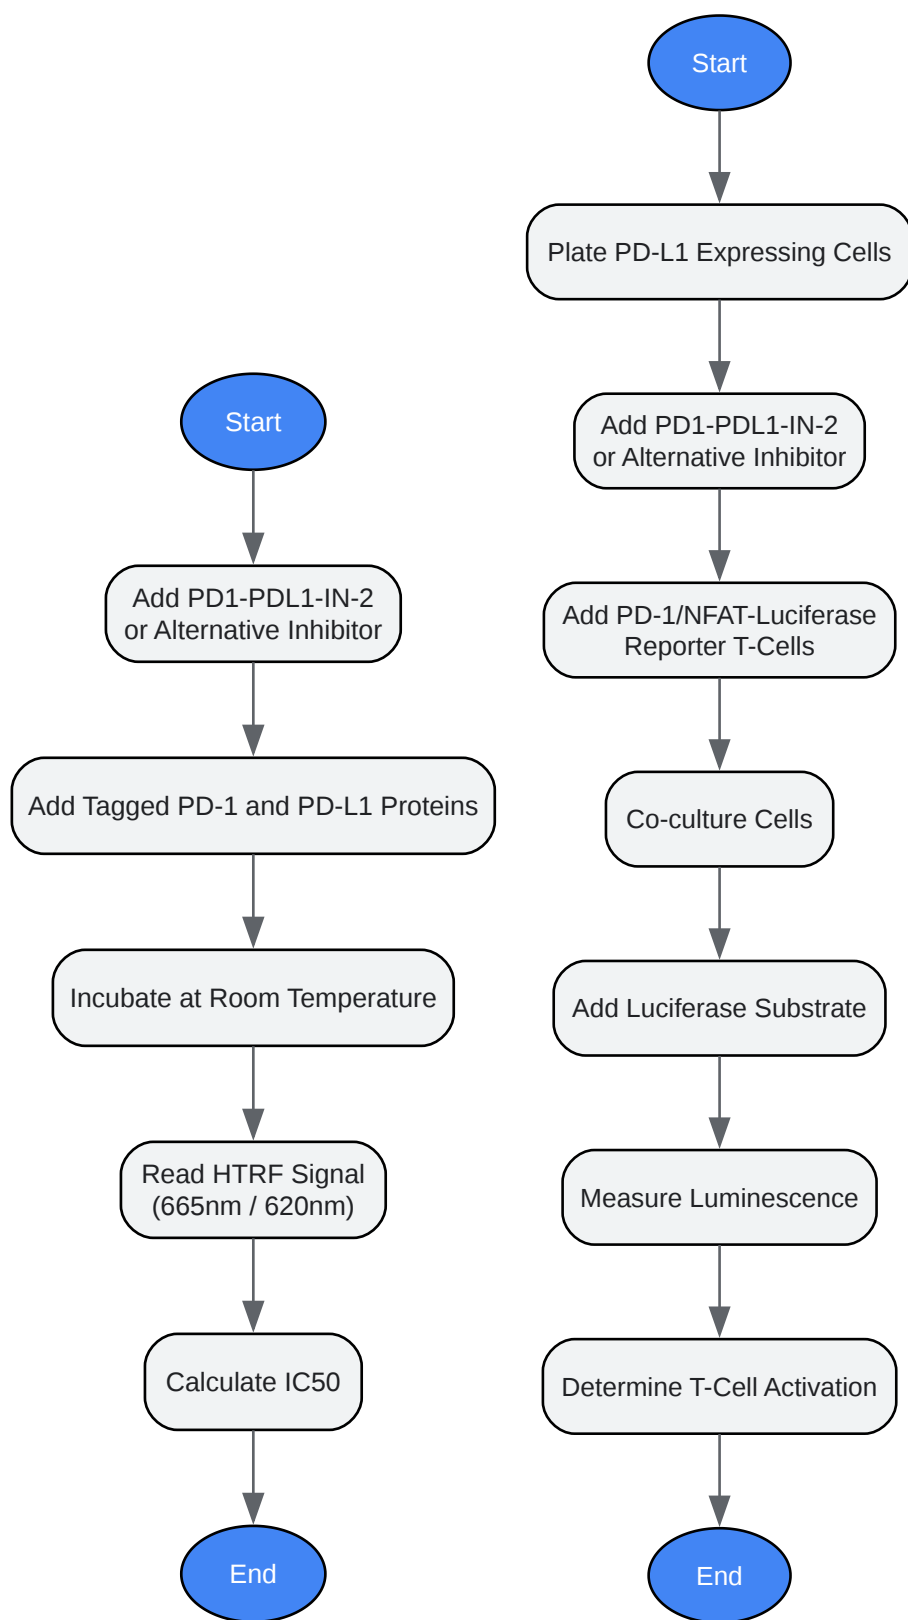 Start
Add PD1-PDL1-IN-2
or Alternative Inhibitor
Add Tagged PD-1 and PD-L1 Proteins
Incubate at Room Temperature
Read HTRF Signal
(665nm / 620nm)
Calculate IC50
End
Start
Plate PD-L1 Expressing Cells
Add PD1-PDL1-IN-2
or Alternative Inhibitor
Add PD-1/NFAT-Luciferase
Reporter T-Cells
Co-culture Cells
Add Luciferase Substrate
Measure Luminescence
Determine T-Cell Activation
End